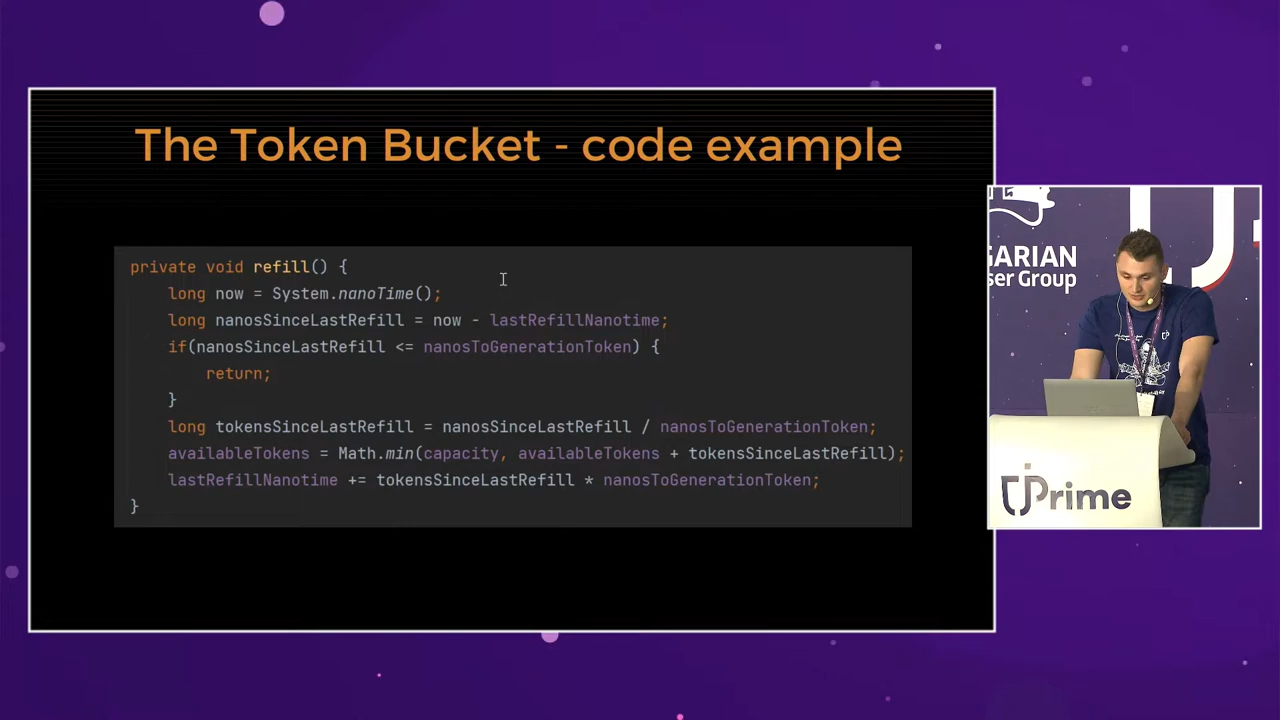 The Token Bucket - code example
private void refill() {
long now = System.nanoTime();
long nanosSinceLastRefill = now - lastRefillNanotime;
if(nanosSinceLastRefill <= nanosToGenerationToken) {
return;
}
long tokensSinceLastRefill = nanosSinceLastRefill / nanosToGenerationToken;
availableTokens = Math.min(capacity, availableTokens + tokensSinceLastRefill);
lastRefillNanotime += tokensSinceLastRefill * nanosToGenerationToken;
}
GARIAN
ser Group
jPrime